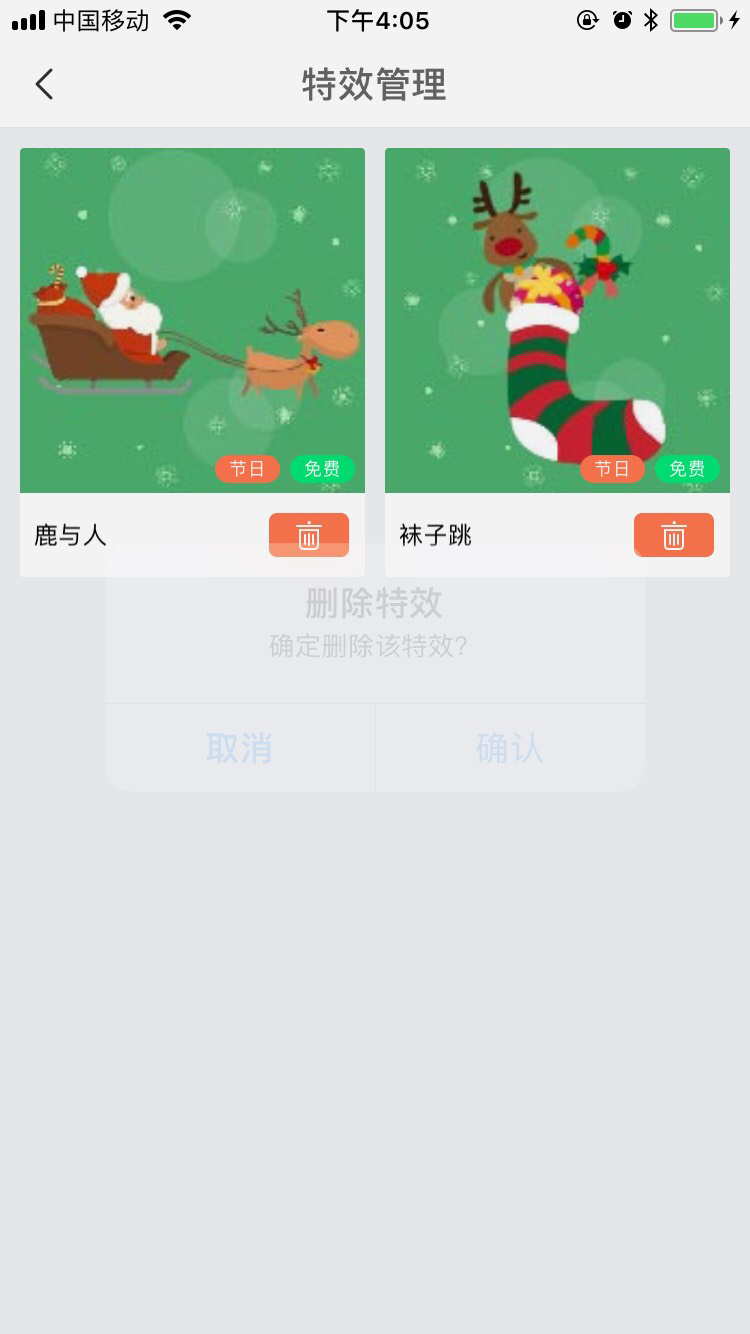 中国移动 下午4:05
特效管理
节日 免费 节日 免费
鹿与人 袜子跳
删除特效
确定删除该特效?
取消 确认